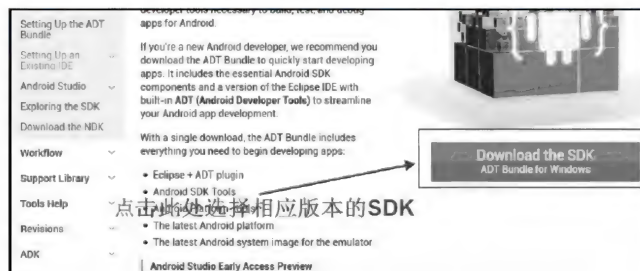 developer tools necessary to build, test, and debug
apps for Android.
Setting Up the ADT
Bundle
Setting Up an
Existing IDE
Android Studio
Exploring the SDK
Download the NDK
Workflow
Support Library
Tools Help
Revisions
ADK
If you're a new Android developer, we recommend you
download the ADT Bundle to quickly start developing
apps. It includes the essential Android SDK
components and a version of the Eclipse IDE with
built-in ADT (Android Developer Tools) to streamline
your Android app development.
With a single download, the ADT Bundle includes
everything you need to begin developing apps:
• Eclipse + ADT plugin
• Android SDK Tools
• Android Platform-tools
• The latest Android platform
• The latest Android system image for the emulator
Android Studio Early Access Preview
点击此处选择相应版本的SDK
Download the SDK
ADT Bundle for Windows